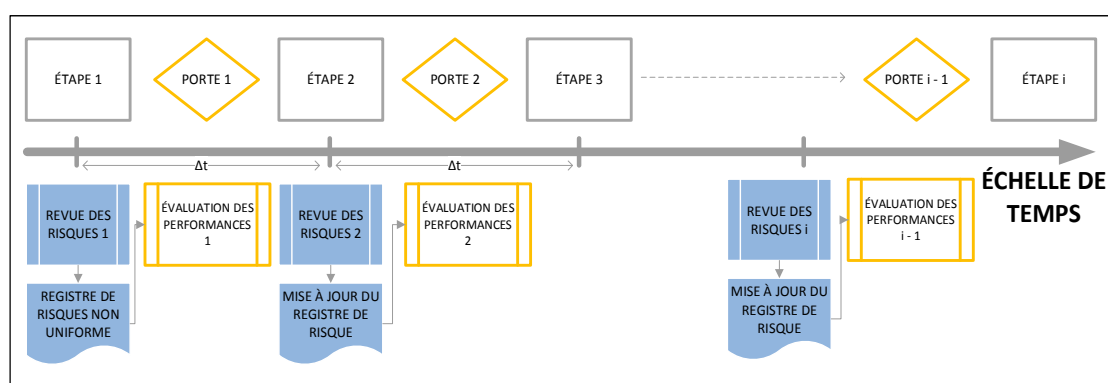 ÉTAPE 1
PORTE 1
ÉTAPE 2
PORTE 2
ÉTAPE 3
PORTE i - 1
ÉTAPE i
Δt
Δt
ÉCHELLE DE
TEMPS
REVUE DES
RISQUES 1
ÉVALUATION DES
PERFORMANCES
1
REVUE DES
RISQUES 2
ÉVALUATION DES
PERFORMANCES
2
REVUE DES
RISQUES i
ÉVALUATION DES
PERFORMANCES
i - 1
REGISTRE DE
RISQUES NON
UNIFORME
MISE À JOUR DU
REGISTRE DE
RISQUE
MISE À JOUR DU
REGISTRE DE
RISQUE